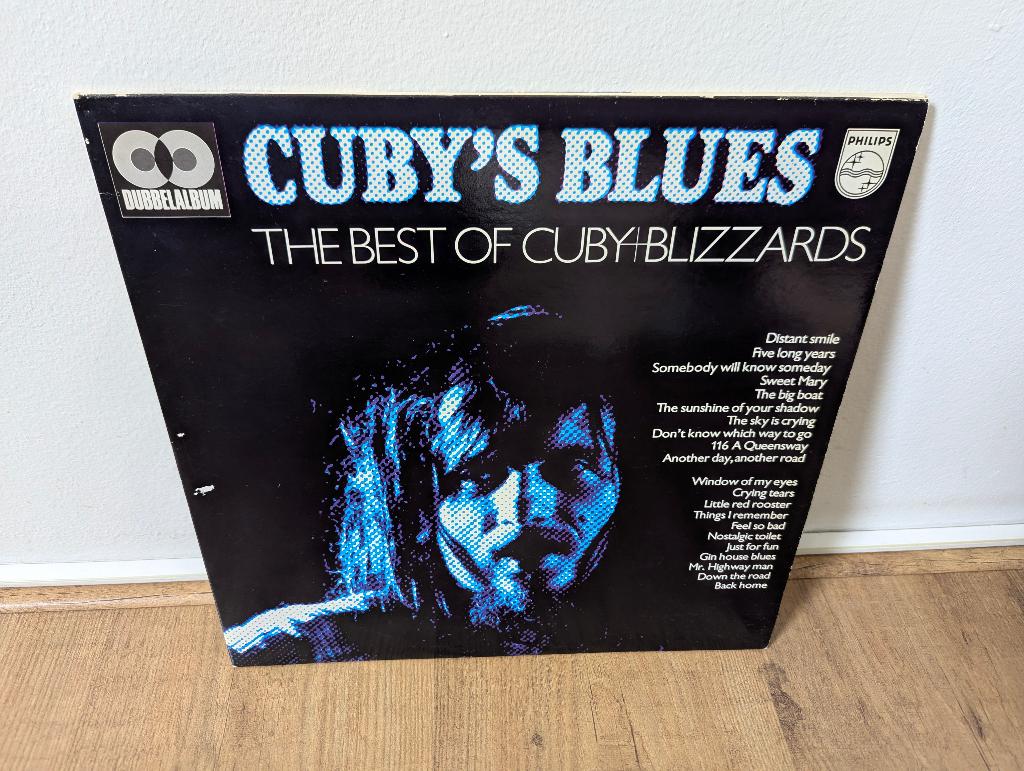 DUBBELALBUM
CUBY'S BLUES
PHILIPS
THE BEST OF CUBY+BLIZZARDS
Distant smile
Five long years
Somebody will know someday
Sweet Mary
The big boat
The sunshine of your shadow
The sky is crying
Don't know which way to go
116 A Queensway
Another day, another road
Window of my eyes
Crying tears
Little red rooster
Things I remember
Feel so bad
Nostalgic toilet
Just for fun
Gin house blues
Mr. Highway man
Down the road
Back home